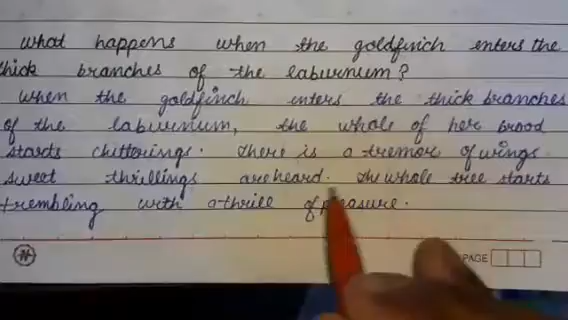 what happens when the goldfinch enters the
thick branches of the laburnum?
when the goldfinch enters the thick branches
of the laburnum, the whole of her brood
starts chitterings. There is a tremor of wings.
sweet thrillings are heard. The whole tree starts
trembling with a thrill of pleasure.
PAGE